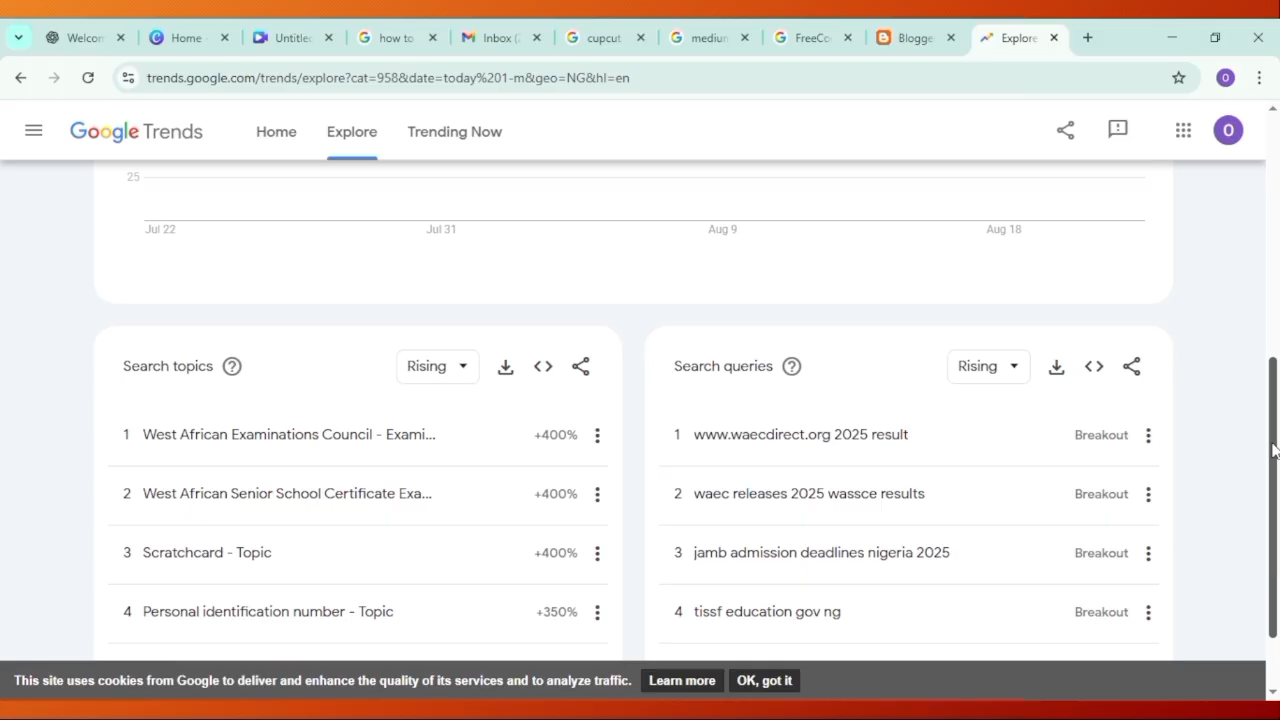 Welcom
Home
Untitled
how to
Inbox (2
cupcut
medium
FreeCo
Blogge
Explore
trends.google.com/trends/explore?cat=958&date=today%201-m&geo=NG&hl=en
O
Google Trends
Home
Explore
Trending Now
O
25
Jul 22
Jul 31
Aug 9
Aug 18
Search topics
Rising
1 West African Examinations Council - Exami... +400%
2 West African Senior School Certificate Exa... +400%
3 Scratchcard - Topic +400%
4 Personal identification number - Topic +350%
Search queries
Rising
1 www.waecdirect.org 2025 result Breakout
2 waec releases 2025 wassce results Breakout
3 jamb admission deadlines nigeria 2025 Breakout
4 tissf education gov ng Breakout
This site uses cookies from Google to deliver and enhance the quality of its services and to analyze traffic. Learn more OK, got it